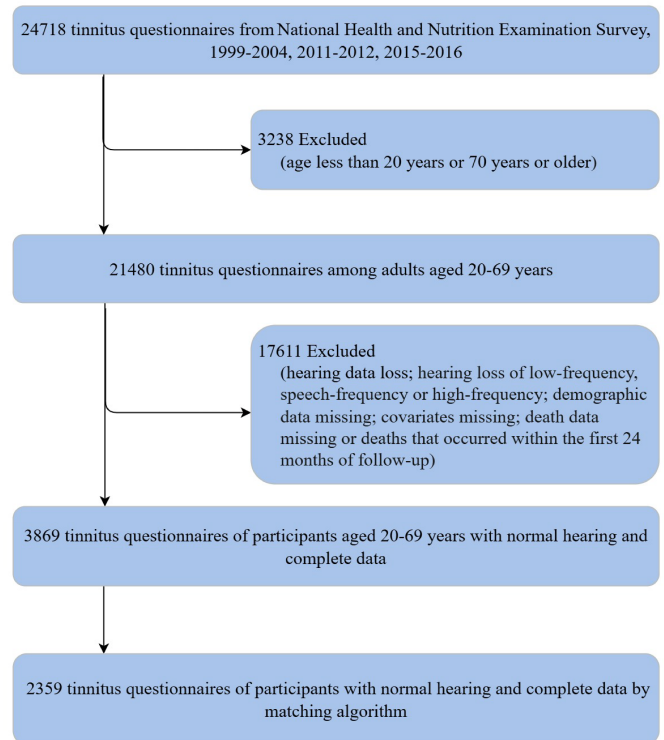 24718 tinnitus questionnaires from National Health and Nutrition Examination Survey,
1999-2004, 2011-2012, 2015-2016
3238 Excluded
(age less than 20 years or 70 years or older)
21480 tinnitus questionnaires among adults aged 20-69 years
17611 Excluded
(hearing data loss; hearing loss of low-frequency,
speech-frequency or high-frequency; demographic
data missing; covariates missing; death data
missing or deaths that occurred within the first 24
months of follow-up)
3869 tinnitus questionnaires of participants aged 20-69 years with normal hearing and
complete data
2359 tinnitus questionnaires of participants with normal hearing and complete data by
matching algorithm